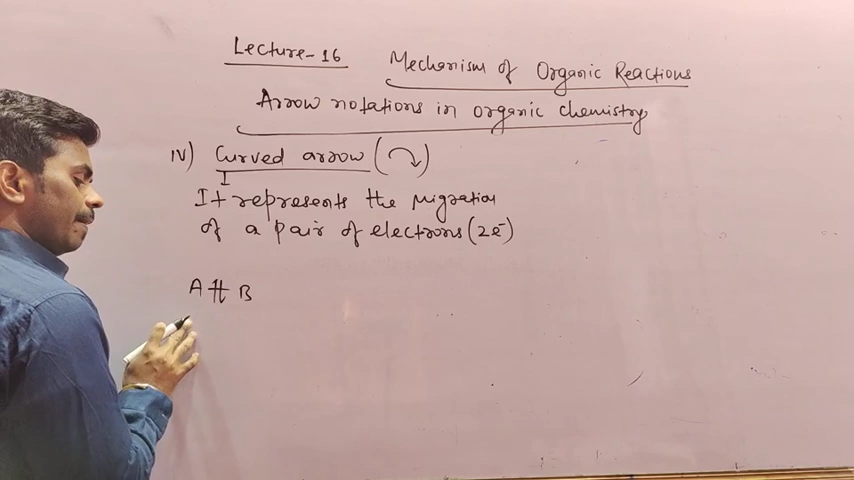 Lecture-16
Mechanism of Organic Reactions
Arrow notations in organic chemistry
IV) Curved arrow (↷)
It represents the migration
of a pair of electrons (2e⁻)
A B